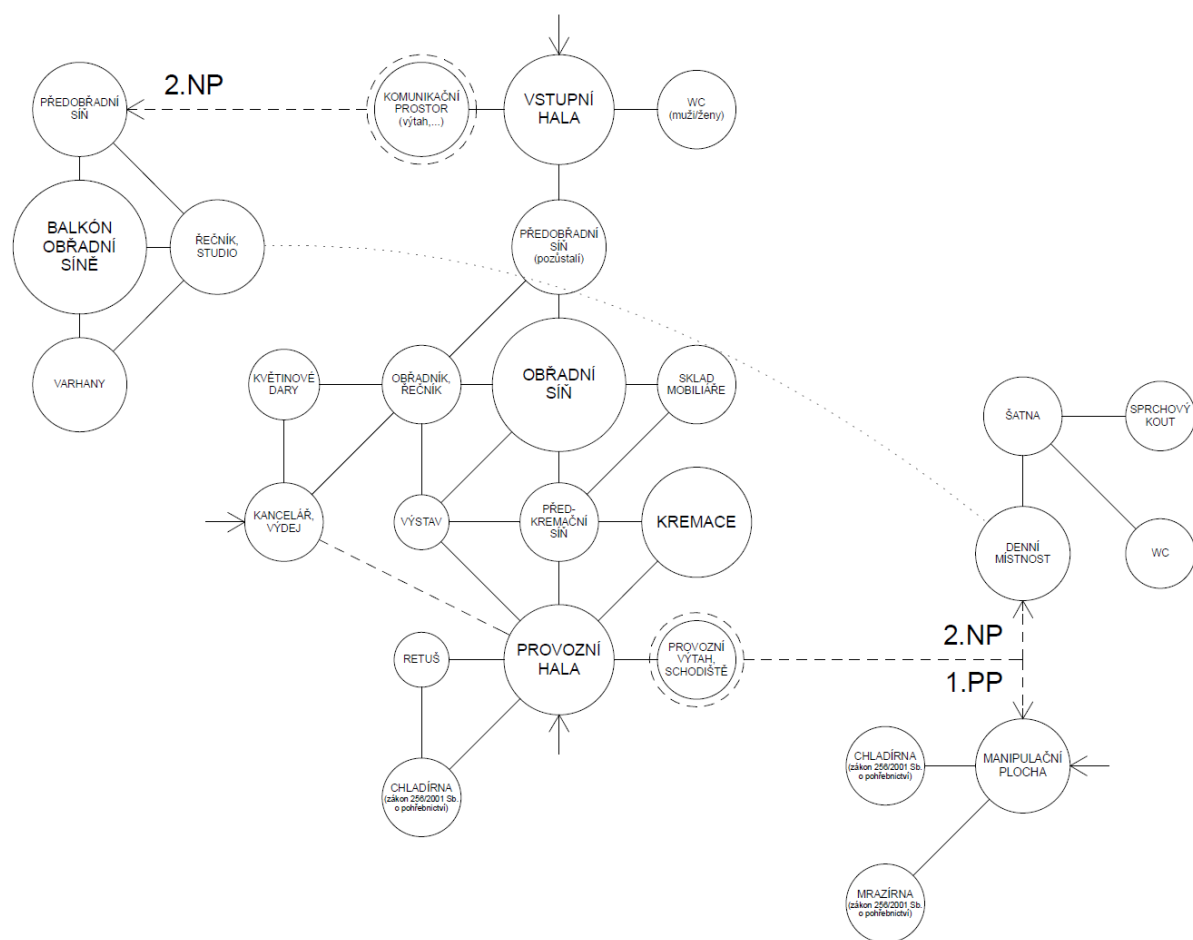 2.NP
PŘEDOBŘADNÍ
SÍŇ
KOMUNIKAČNÍ
PROSTOR
(výtah,...)
VSTUPNÍ
HALA
WC
(muži/ženy)
BALKÓN
OBŘADNÍ
SÍNĚ
ŘEČNÍK,
STUDIO
PŘEDOBŘADNÍ
SÍŇ
(pozůstalí)
VARHANY
KVĚTINOVÉ
DARY
OBŘADNÍK,
ŘEČNÍK
OBŘADNÍ
SÍŇ
SKLAD
MOBILIÁŘE
ŠATNA
SPRCHOVÝ
KOUT
KANCELÁŘ,
VÝDEJ
VÝSTAV
PŘED-
KREMAČNÍ
SÍŇ
KREMACE
DENNÍ
MÍSTNOST
WC
RETUŠ
PROVOZNÍ
HALA
PROVOZNÍ
VÝTAH,
SCHODIŠTĚ
2.NP
1.PP
CHLADÍRNA
(zákon 256/2001 Sb.
o pohřebnictví)
CHLADÍRNA
(zákon 256/2001 Sb.
o pohřebnictví)
MANIPULAČNÍ
PLOCHA
MRAZÍRNA
(zákon 256/2001 Sb.
o pohřebnictví)